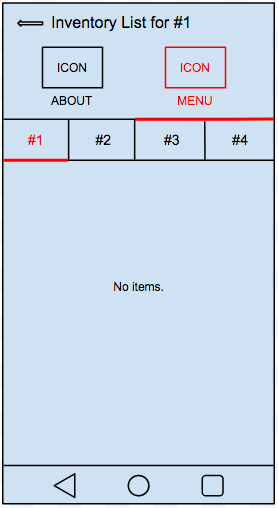 Inventory List for #1
ICON ICON
ABOUT MENU
#1 #2 #3 #4
No items.